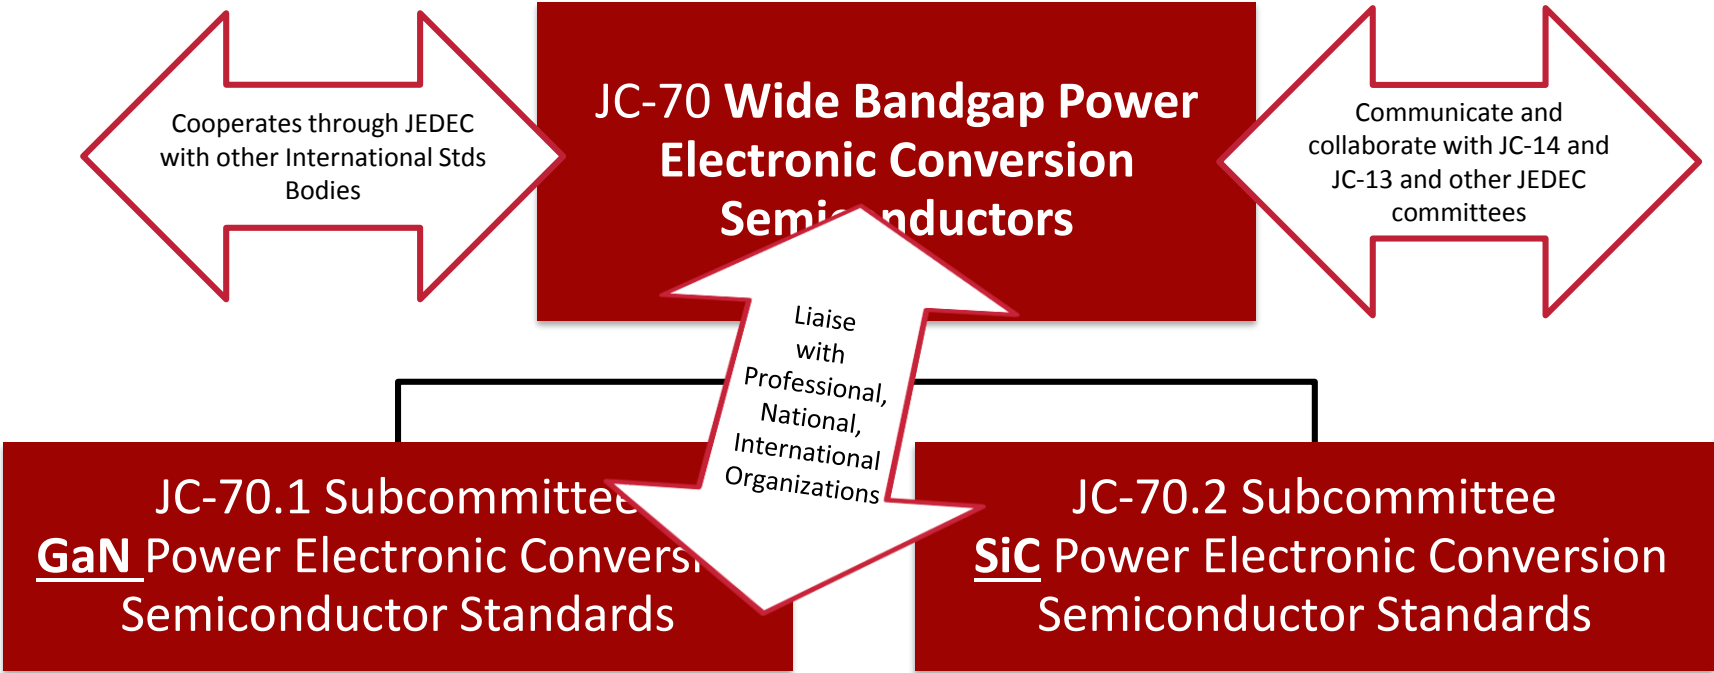 Cooperates through JEDEC
with other International Stds
Bodies
JC-70 Wide Bandgap Power
Electronic Conversion
Semiconductors
Communicate and
collaborate with JC-14 and
JC-13 and other JEDEC
committees
Liaise
with
Professional,
National,
International
Organizations
JC-70.1 Subcommittee
GaN Power Electronic Conversion
Semiconductor Standards
JC-70.2 Subcommittee
SiC Power Electronic Conversion
Semiconductor Standards